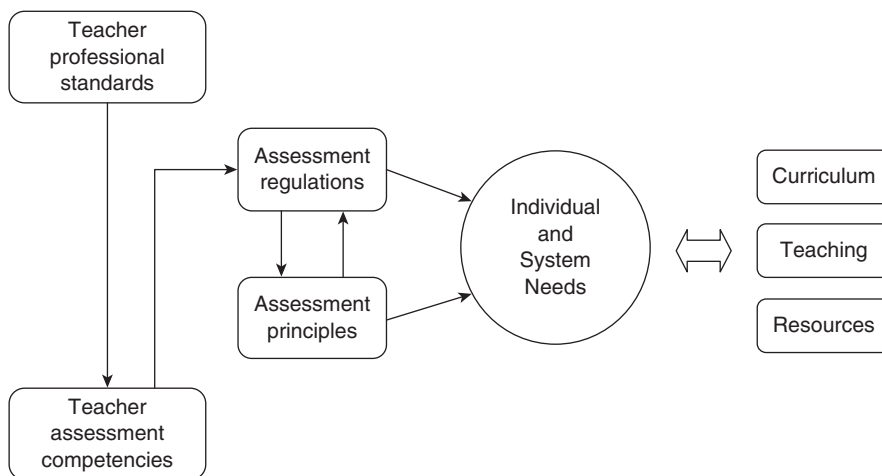 Teacher
professional
standards
Assessment
regulations
Assessment
principles
Teacher
assessment
competencies
Individual
and
System
Needs
Curriculum
Teaching
Resources